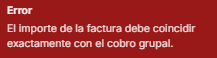 Error
El importe de la factura debe coincidir
exactamente con el cobro grupal.